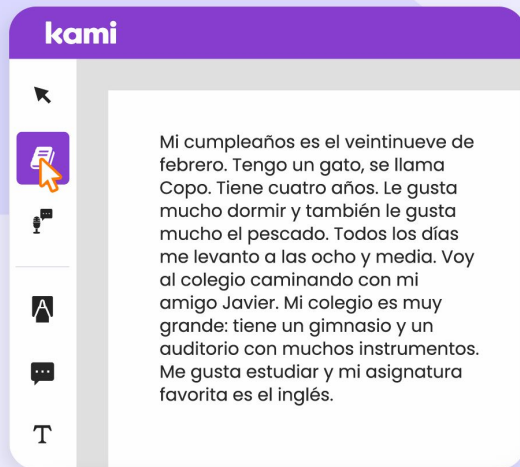 kami
Mi cumpleaños es el veintinueve de
febrero. Tengo un gato, se llama
Copo. Tiene cuatro años. Le gusta
mucho dormir y también le gusta
mucho el pescado. Todos los días
me levanto a las ocho y media. Voy
al colegio caminando con mi
amigo Javier. Mi colegio es muy
grande: tiene un gimnasio y un
auditorio con muchos instrumentos.
Me gusta estudiar y mi asignatura
favorita es el inglés.
A
T